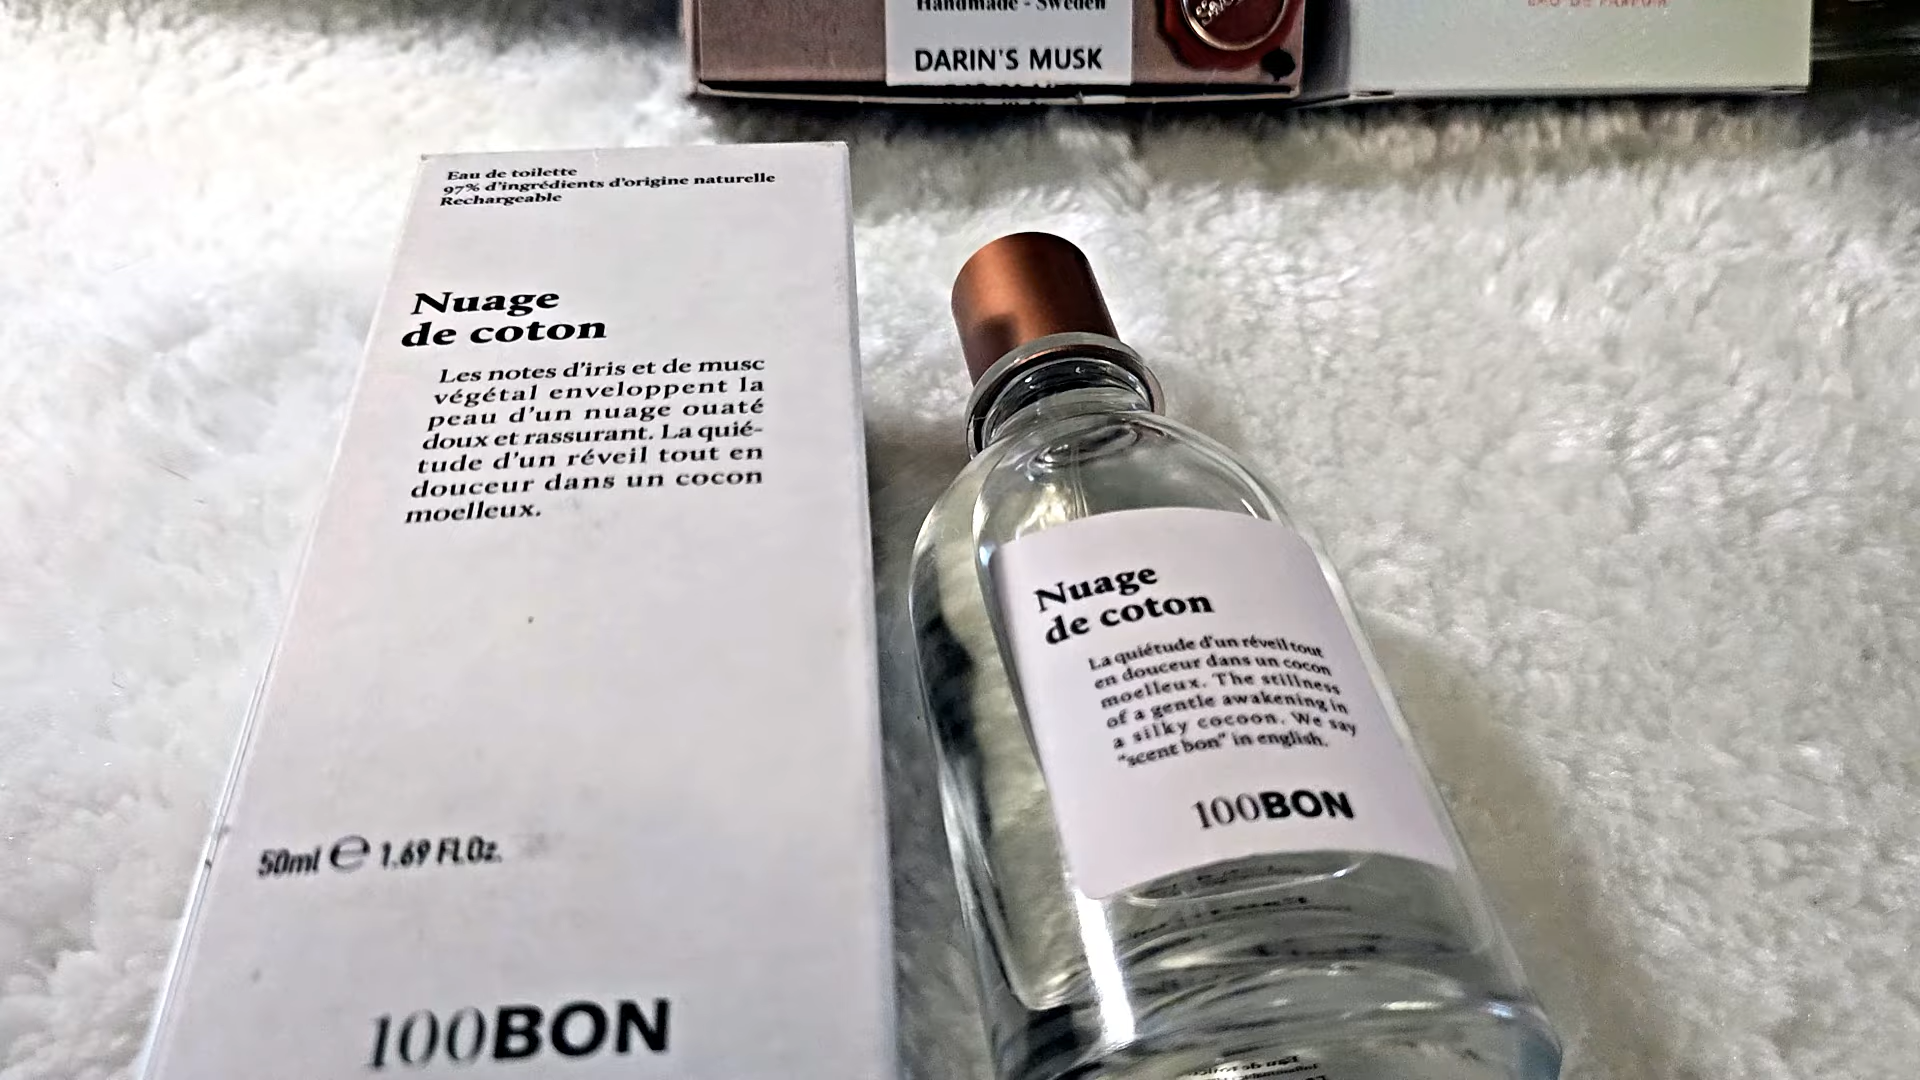 Handmade - Sweden
DARIN'S MUSK
EAU DE PARFUM
Eau de toilette
97% d'ingrédients d'origine naturelle
Rechargeable
Nuage
de coton
Les notes d'iris et de musc
végétal enveloppent la
peau d'un nuage ouaté
doux et rassurant. La quié-
tude d'un réveil tout en
douceur dans un cocon
moelleux.
50ml ℮ 1.69 Fl.Oz.
100BON
Nuage
de coton
La quiétude d'un réveil tout
en douceur dans un cocon
moelleux. The stillness
of a gentle awakening in
a silky cocoon. We say
"scent bon" in english.
100BON